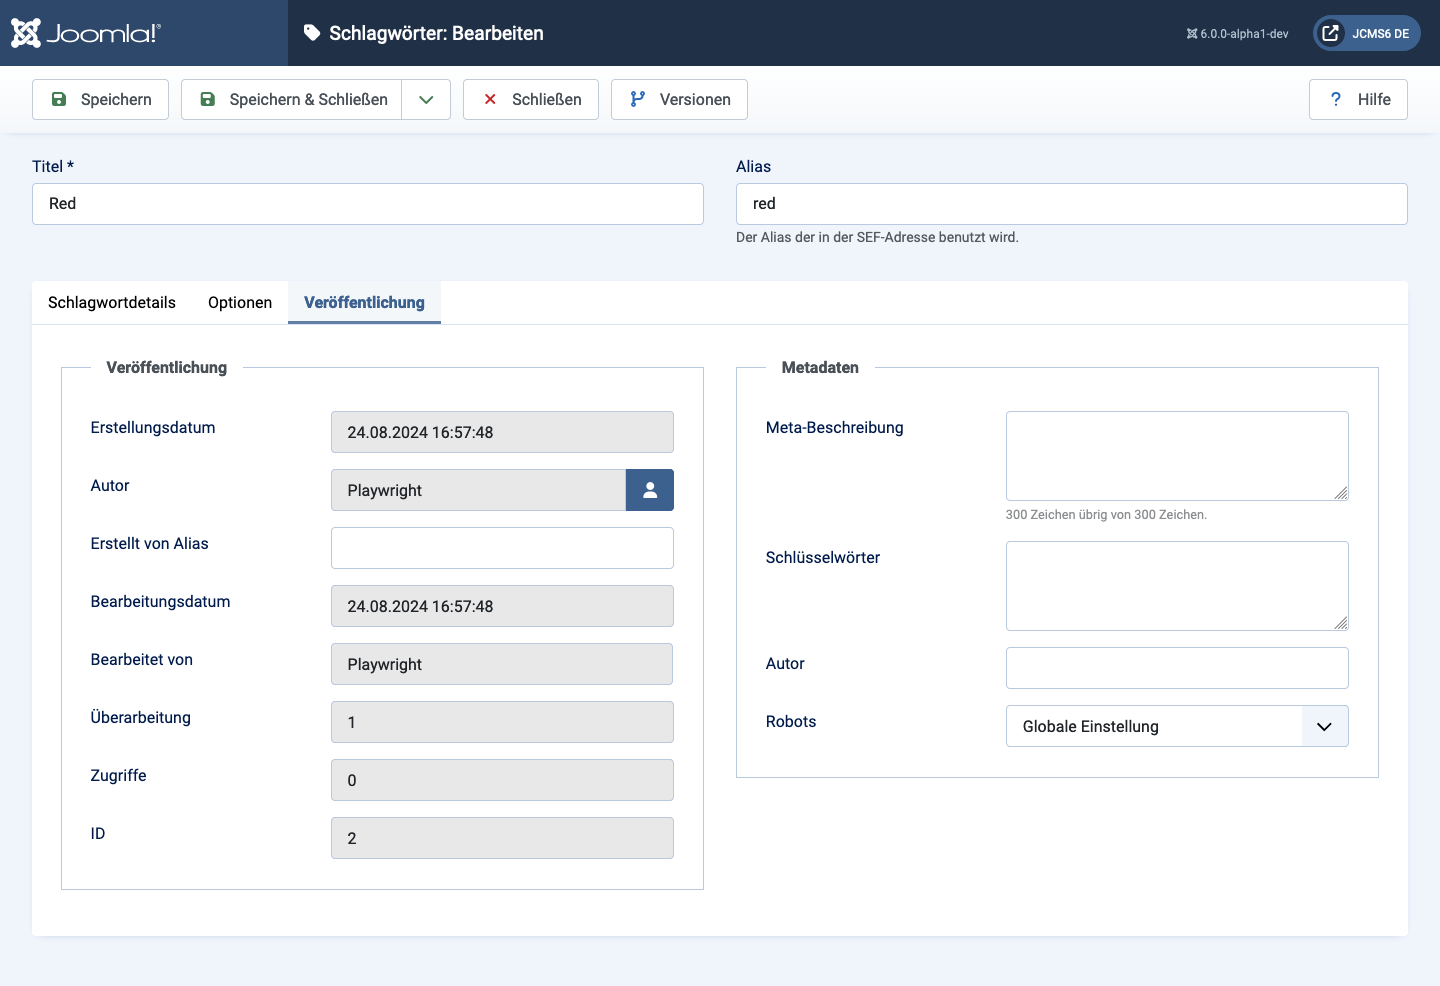 Joomla!®
Schlagwörter: Bearbeiten
6.0.0-alpha1-dev
JCMS6 DE
Speichern
Speichern & Schließen
Schließen
Versionen
? Hilfe
Titel *
Alias
Red
red
Der Alias der in der SEF-Adresse benutzt wird.
Schlagwortdetails
Optionen
Veröffentlichung
Veröffentlichung
Erstellungsdatum
24.08.2024 16:57:48
Autor
Playwright
Erstellt von Alias
Bearbeitungsdatum
24.08.2024 16:57:48
Bearbeitet von
Playwright
Überarbeitung
1
Zugriffe
0
ID
2
Metadaten
Meta-Beschreibung
300 Zeichen übrig von 300 Zeichen.
Schlüsselwörter
Autor
Robots
Globale Einstellung